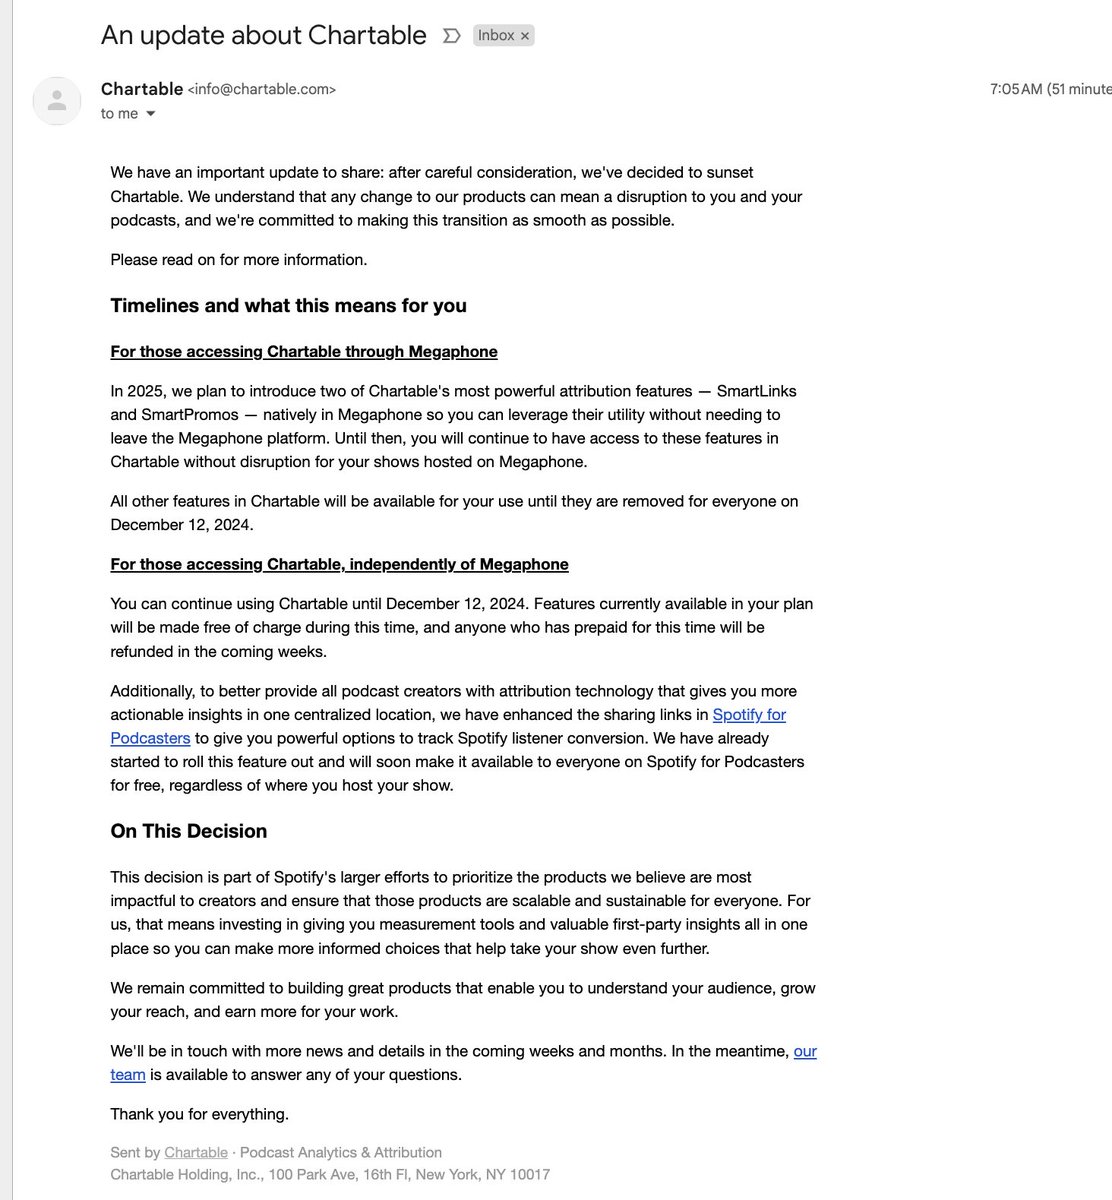 An update about Chartable Inbox ×
Chartable <info@chartable.com> 7:05 AM (51 minute
to me
We have an important update to share: after careful consideration, we've decided to sunset
Chartable. We understand that any change to our products can mean a disruption to you and your
podcasts, and we're committed to making this transition as smooth as possible.
Please read on for more information.
Timelines and what this means for you
For those accessing Chartable through Megaphone
In 2025, we plan to introduce two of Chartable's most powerful attribution features — SmartLinks
and SmartPromos — natively in Megaphone so you can leverage their utility without needing to
leave the Megaphone platform. Until then, you will continue to have access to these features in
Chartable without disruption for your shows hosted on Megaphone.
All other features in Chartable will be available for your use until they are removed for everyone on
December 12, 2024.
For those accessing Chartable, independently of Megaphone
You can continue using Chartable until December 12, 2024. Features currently available in your plan
will be made free of charge during this time, and anyone who has prepaid for this time will be
refunded in the coming weeks.
Additionally, to better provide all podcast creators with attribution technology that gives you more
actionable insights in one centralized location, we have enhanced the sharing links in Spotify for
Podcasters to give you powerful options to track Spotify listener conversion. We have already
started to roll this feature out and will soon make it available to everyone on Spotify for Podcasters
for free, regardless of where you host your show.
On This Decision
This decision is part of Spotify's larger efforts to prioritize the products we believe are most
impactful to creators and ensure that those products are scalable and sustainable for everyone. For
us, that means investing in giving you measurement tools and valuable first-party insights all in one
place so you can make more informed choices that help take your show even further.
We remain committed to building great products that enable you to understand your audience, grow
your reach, and earn more for your work.
We'll be in touch with more news and details in the coming weeks and months. In the meantime, our
team is available to answer any of your questions.
Thank you for everything.
Sent by Chartable · Podcast Analytics & Attribution
Chartable Holding, Inc., 100 Park Ave, 16th Fl, New York, NY 10017